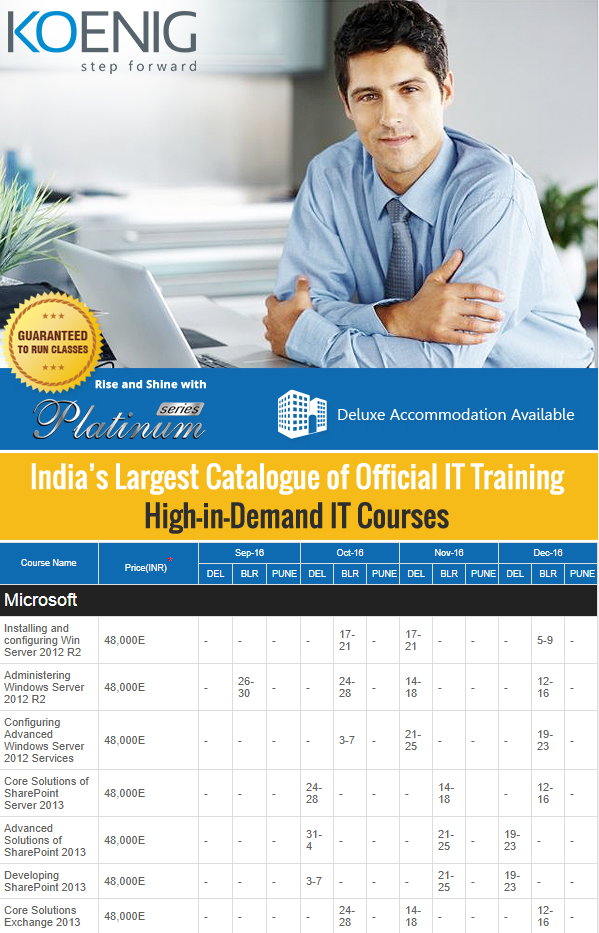 KOENIG
step forward
★★★
GUARANTEED
TO RUN CLASSES
★★★
Rise and Shine with
Platinum series
Deluxe Accommodation Available
India's Largest Catalogue of Official IT Training
High-in-Demand IT Courses
Course Name Price(INR)* Sep-16 Oct-16 Nov-16 Dec-16
DEL BLR PUNE DEL BLR PUNE DEL BLR PUNE DEL BLR PUNE
Microsoft
Installing and
configuring Win
Server 2012 R2
48,000E - - - - 17-21 - 17-21 - - - 5-9 -
Administering
Windows Server
2012 R2
48,000E - 26-30 - - 24-28 - 14-18 - - - 12-16 -
Configuring
Advanced
Windows Server
2012 Services
48,000E - - - - 3-7 - 21-25 - - - 19-23 -
Core Solutions of
SharePoint
Server 2013
48,000E - - - 24-28 - - - 14-18 - - 12-16 -
Advanced
Solutions of
SharePoint 2013
48,000E - - - 31-4 - - - 21-25 - 19-23 - -
Developing
SharePoint 2013
48,000E - - - 3-7 - - - 21-25 - 19-23 - -
Core Solutions
Exchange 2013
48,000E - - - - 24-28 - 14-18 - - - 12-16 -